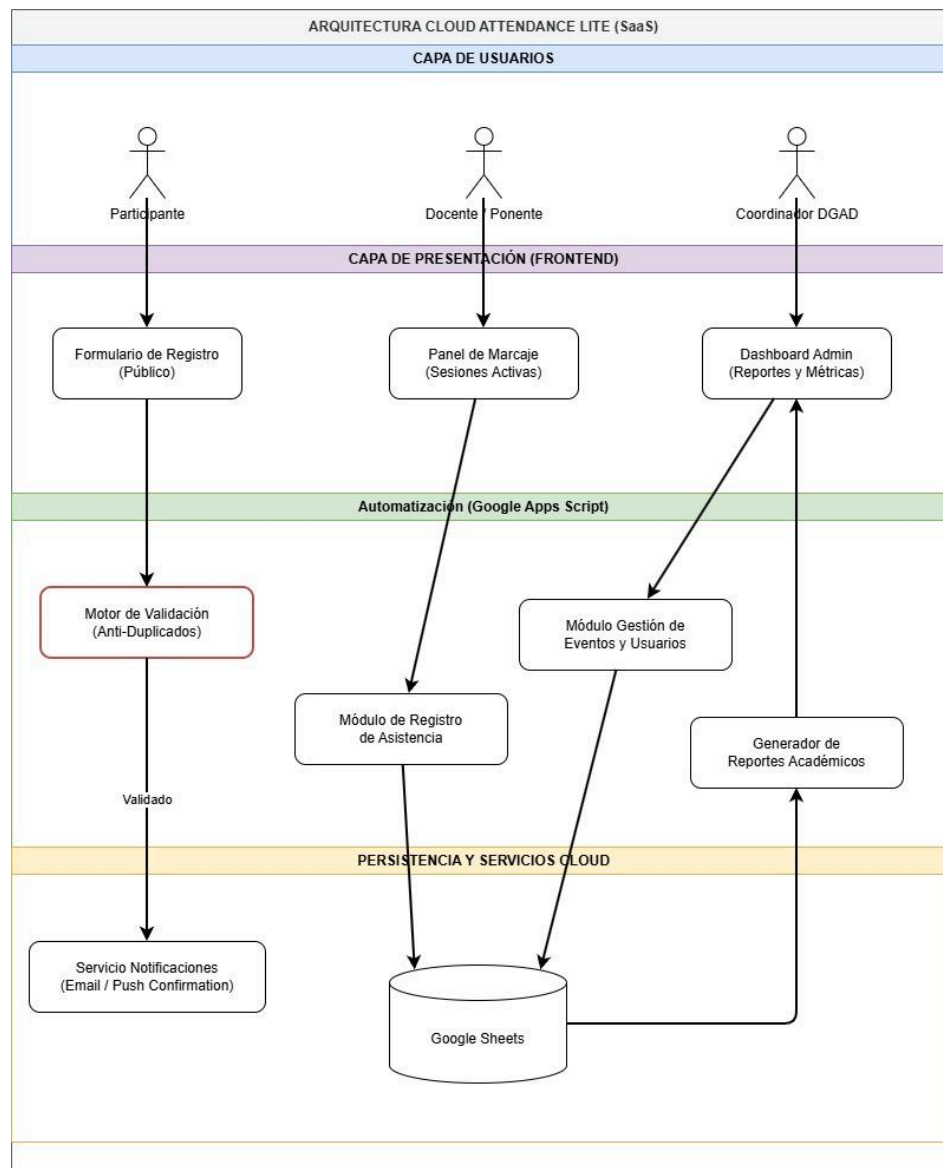 ARQUITECTURA CLOUD ATTENDANCE LITE (SaaS)
CAPA DE USUARIOS
Participante
Docente / Ponente
Coordinador DGAD
CAPA DE PRESENTACIÓN (FRONTEND)
Formulario de Registro
(Público)
Panel de Marcaje
(Sesiones Activas)
Dashboard Admin
(Reportes y Métricas)
Automatización (Google Apps Script)
Motor de Validación
(Anti-Duplicados)
Módulo Gestión de
Eventos y Usuarios
Módulo de Registro
de Asistencia
Generador de
Reportes Académicos
Validado
PERSISTENCIA Y SERVICIOS CLOUD
Servicio Notificaciones
(Email / Push Confirmation)
Google Sheets